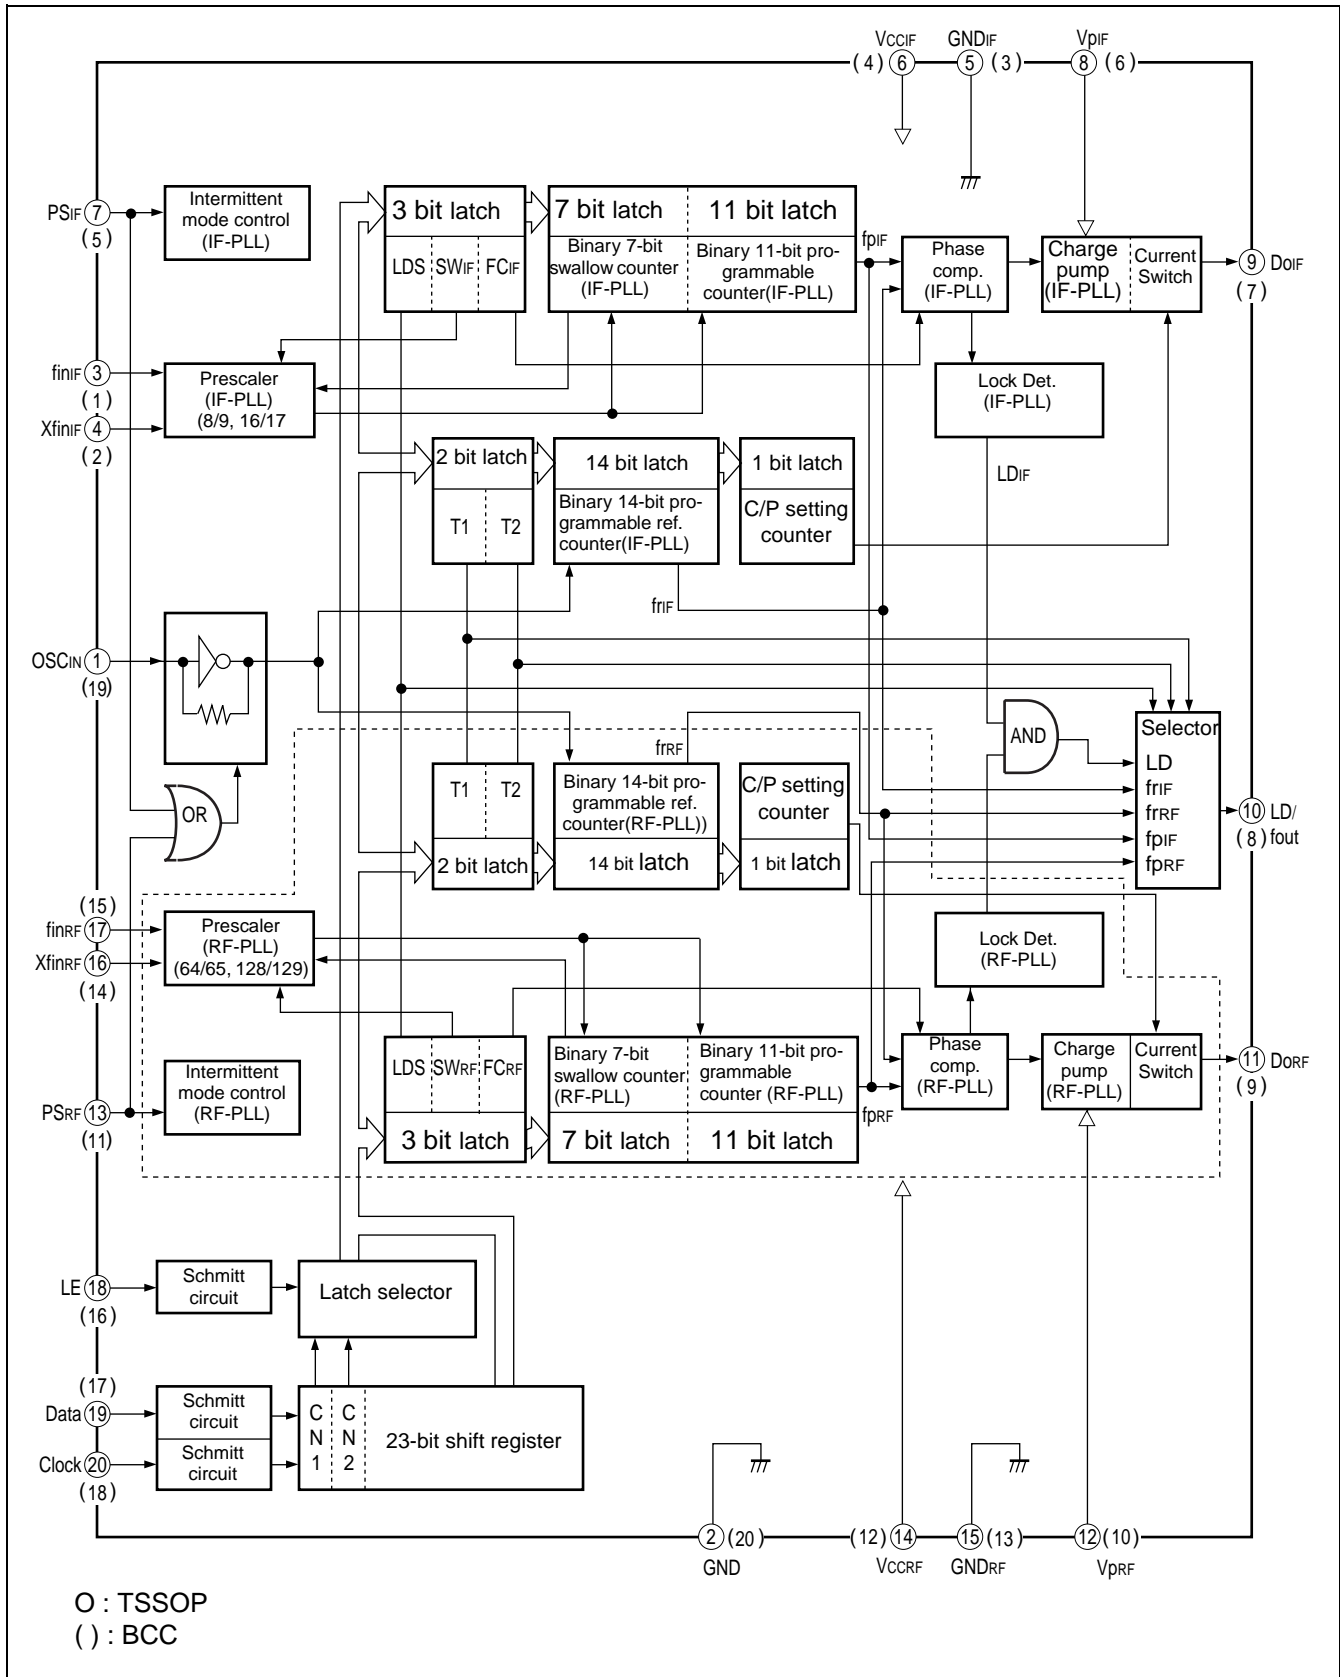 VCCIF GNDIF VpIF
(4) 6 5 (3) 8 (6)
PSIF 7
(5)
Intermittent
mode control
(IF-PLL)
3 bit latch
LDS SWIF FCIF
7 bit latch 11 bit latch
Binary 7-bit
swallow counter
(IF-PLL)
Binary 11-bit pro-
grammable
counter(IF-PLL)
fpIF
Phase
comp.
(IF-PLL)
Charge
pump
(IF-PLL)
Current
Switch
9 DoIF
(7)
finIF 3
(1)
XfinIF 4
(2)
Prescaler
(IF-PLL)
(8/9, 16/17
Lock Det.
(IF-PLL)
LDIF
2 bit latch
T1 T2
14 bit latch
Binary 14-bit pro-
grammable ref.
counter(IF-PLL)
1 bit latch
C/P setting
counter
frIF
OSCIN 1
(19)
OR
AND
Selector
LD
frIF
frRF
fpIF
fpRF
10 LD/
(8) fout
frRF
T1 T2
2 bit latch
Binary 14-bit pro-
grammable ref.
counter(RF-PLL))
14 bit latch
C/P setting
counter
1 bit latch
(15)
finRF 17
XfinRF 16
(14)
Prescaler
(RF-PLL)
(64/65, 128/129)
Lock Det.
(RF-PLL)
LDS SWRF FCRF
3 bit latch
Binary 7-bit
swallow counter
(RF-PLL)
Binary 11-bit pro-
grammable
counter (RF-PLL)
7 bit latch 11 bit latch
fpRF
Phase
comp.
(RF-PLL)
Charge
pump
(RF-PLL)
Current
Switch
11 DoRF
(9)
Intermittent
mode control
(RF-PLL)
PSRF 13
(11)
LE 18
(16)
Schmitt
circuit
Latch selector
(17)
Data 19
Schmitt
circuit
Clock 20
(18)
Schmitt
circuit
C
N
1
C
N
2
23-bit shift register
2 (20)
GND
(12) 14
VCCRF
15 (13)
GNDRF
12 (10)
VpRF
O : TSSOP
( ) : BCC